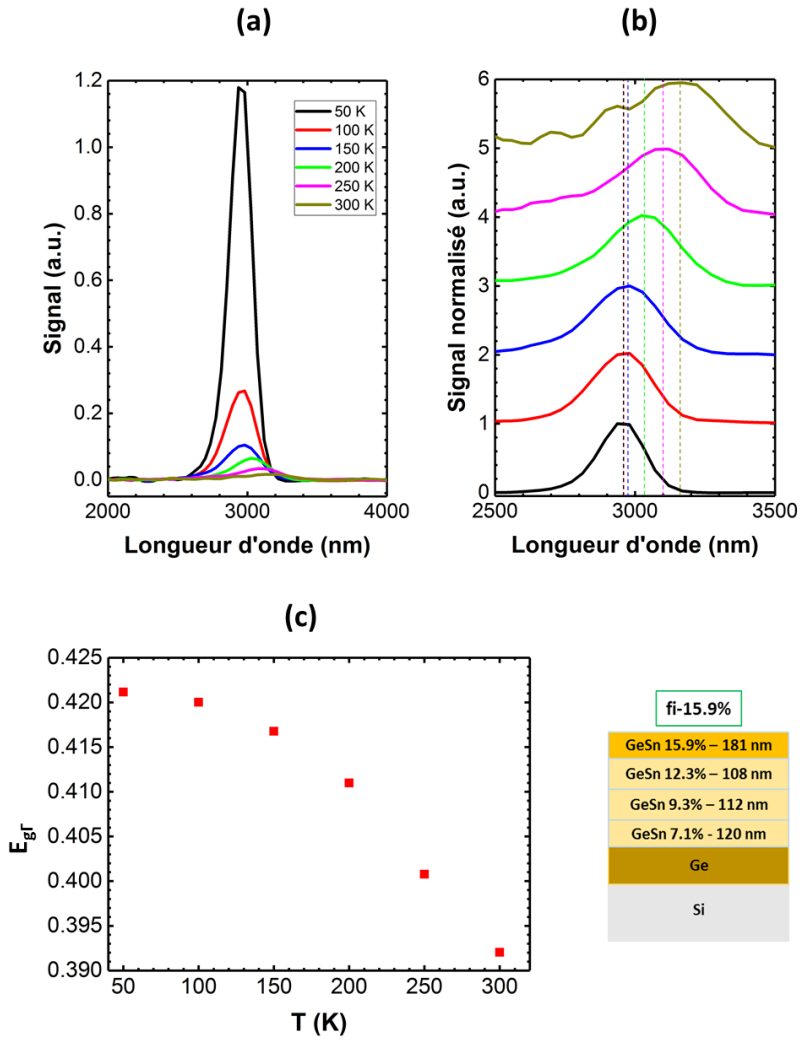 (a)
1.2
1.0
0.8
0.6
0.4
0.2
0.0
Signal (a.u.)
50 K
100 K
150 K
200 K
250 K
300 K
2000
3000
4000
Longueur d'onde (nm)
(b)
6
5
4
3
2
1
0
Signal normalisé (a.u.)
2500
3000
3500
Longueur d'onde (nm)
(c)
0.425
0.420
0.415
0.410
0.405
0.400
0.395
0.390
EgΓ
50
100
150
200
250
300
T (K)
fi-15.9%
GeSn 15.9% – 181 nm
GeSn 12.3% – 108 nm
GeSn 9.3% – 112 nm
GeSn 7.1% - 120 nm
Ge
Si